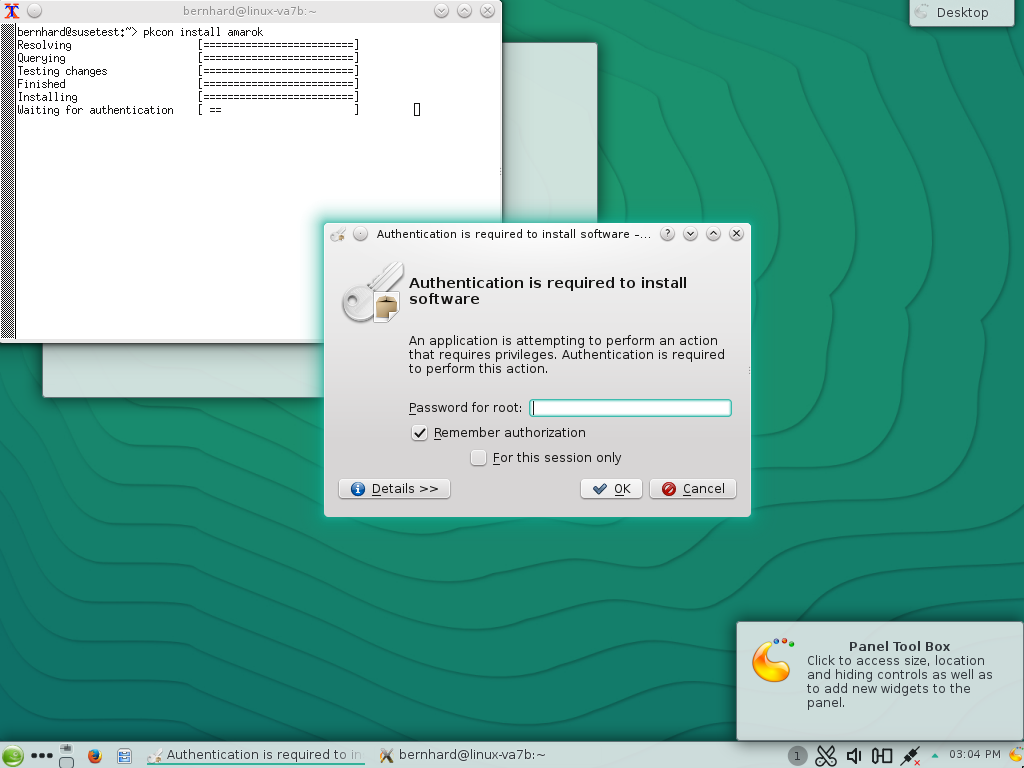 bernhard@linux-va7b:~
Desktop
bernhard@susetest:~> pkcon install amarok
Resolving [=========================]
Querying [=========================]
Testing changes [=========================]
Finished [=========================]
Installing [=========================]
Waiting for authentication [ == ]
Authentication is required to install software –...
Authentication is required to install
software
An application is attempting to perform an action
that requires privileges. Authentication is required
to perform this action.
Password for root:
Remember authorization
For this session only
Details >>
OK
Cancel
Panel Tool Box
Click to access size, location
and hiding controls as well as
to add new widgets to the
panel.
Authentication is required to in
bernhard@linux-va7b:~
1
03:04 PM